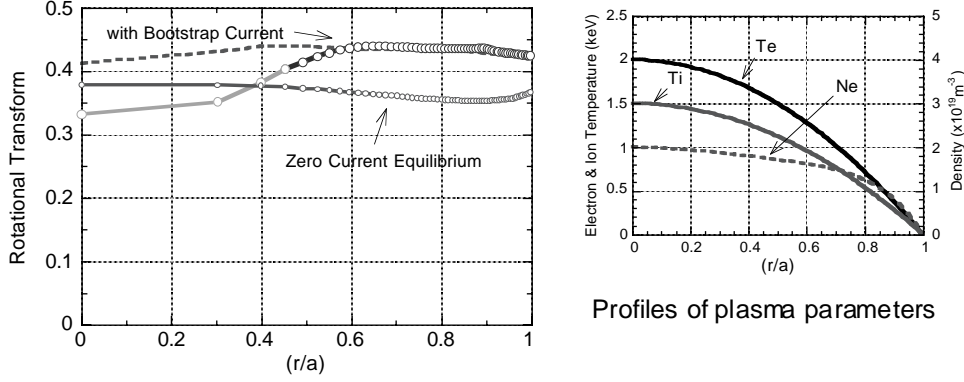 with Bootstrap Current
Zero Current Equilibrium
Rotational Transform
0.5
0.4
0.3
0.2
0.1
0
0
0.2
0.4
0.6
0.8
1
(r/a)
Te
Ti
Ne
Electron & Ion Temperature (keV)
2.5
2
1.5
1
0.5
0
Density (x10¹⁹m⁻³)
5
4
3
2
1
0
0
0.2
0.4
0.6
0.8
1
(r/a)
Profiles of plasma parameters